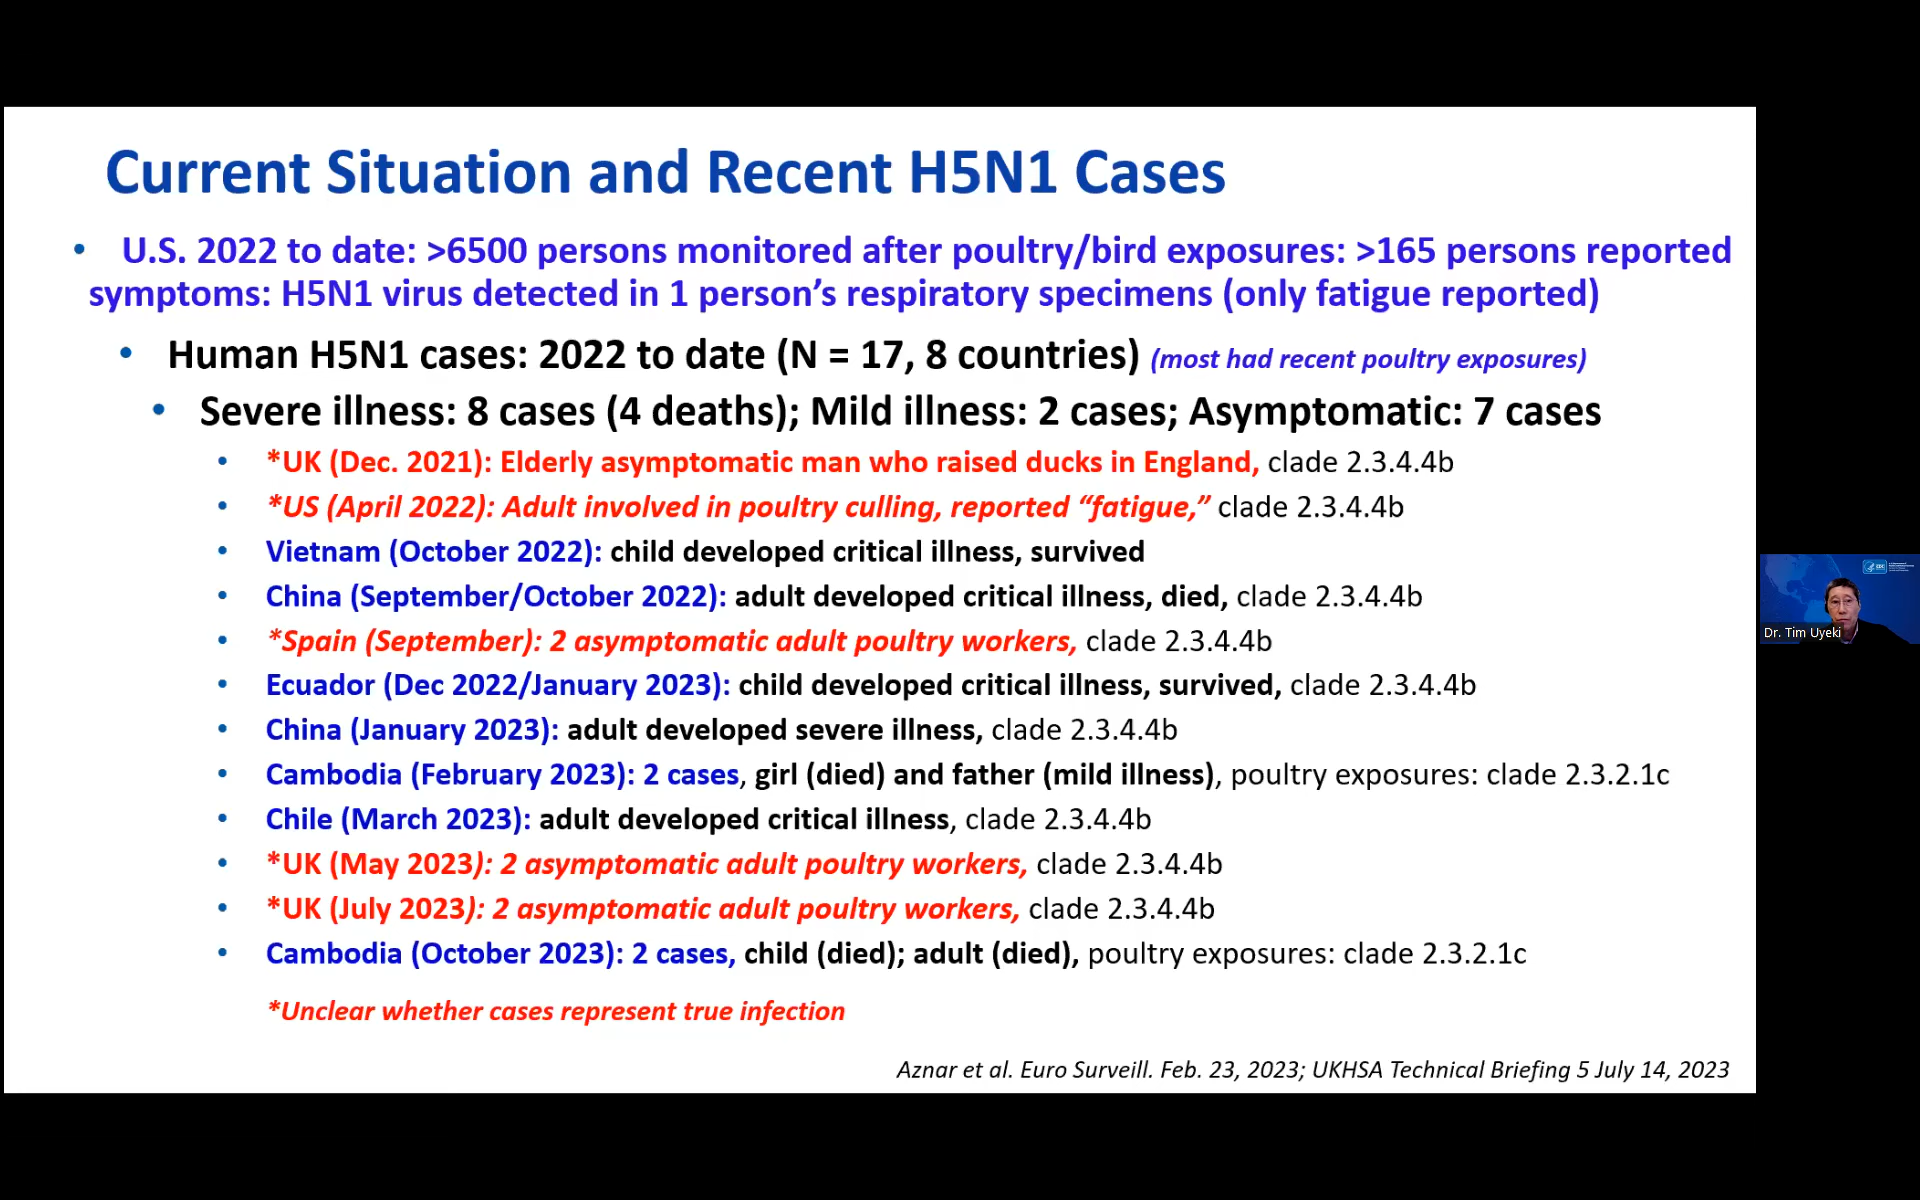 Current Situation and Recent H5N1 Cases
• U.S. 2022 to date: >6500 persons monitored after poultry/bird exposures: >165 persons reported
symptoms: H5N1 virus detected in 1 person’s respiratory specimens (only fatigue reported)
• Human H5N1 cases: 2022 to date (N = 17, 8 countries) (most had recent poultry exposures)
• Severe illness: 8 cases (4 deaths); Mild illness: 2 cases; Asymptomatic: 7 cases
• *UK (Dec. 2021): Elderly asymptomatic man who raised ducks in England, clade 2.3.4.4b
• *US (April 2022): Adult involved in poultry culling, reported “fatigue,” clade 2.3.4.4b
• Vietnam (October 2022): child developed critical illness, survived
• China (September/October 2022): adult developed critical illness, died, clade 2.3.4.4b
• *Spain (September): 2 asymptomatic adult poultry workers, clade 2.3.4.4b
• Ecuador (Dec 2022/January 2023): child developed critical illness, survived, clade 2.3.4.4b
• China (January 2023): adult developed severe illness, clade 2.3.4.4b
• Cambodia (February 2023): 2 cases, girl (died) and father (mild illness), poultry exposures: clade 2.3.2.1c
• Chile (March 2023): adult developed critical illness, clade 2.3.4.4b
• *UK (May 2023): 2 asymptomatic adult poultry workers, clade 2.3.4.4b
• *UK (July 2023): 2 asymptomatic adult poultry workers, clade 2.3.4.4b
• Cambodia (October 2023): 2 cases, child (died); adult (died), poultry exposures: clade 2.3.2.1c
*Unclear whether cases represent true infection
Aznar et al. Euro Surveill. Feb. 23, 2023; UKHSA Technical Briefing 5 July 14, 2023
CDC
Dr. Tim Uyeki